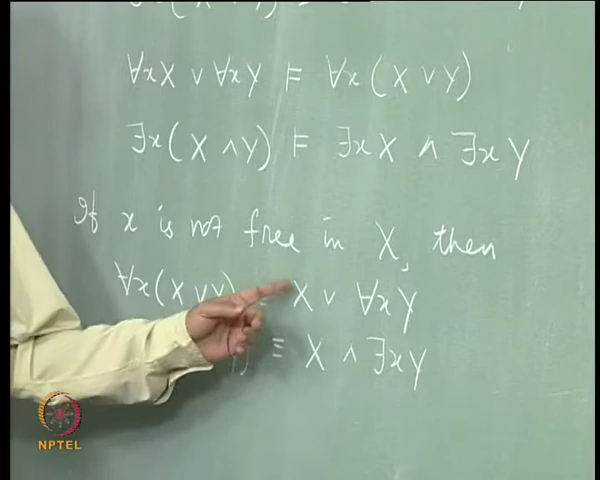 ∀xX ∨ ∀xY ⊨ ∀x(X ∨ Y)
∃x(X ∧ Y) ⊨ ∃xX ∧ ∃xY
If x is not free in X, then
∀x(X ∨ Y) ≡ X ∨ ∀xY
≡ X ∧ ∃xY
NPTEL